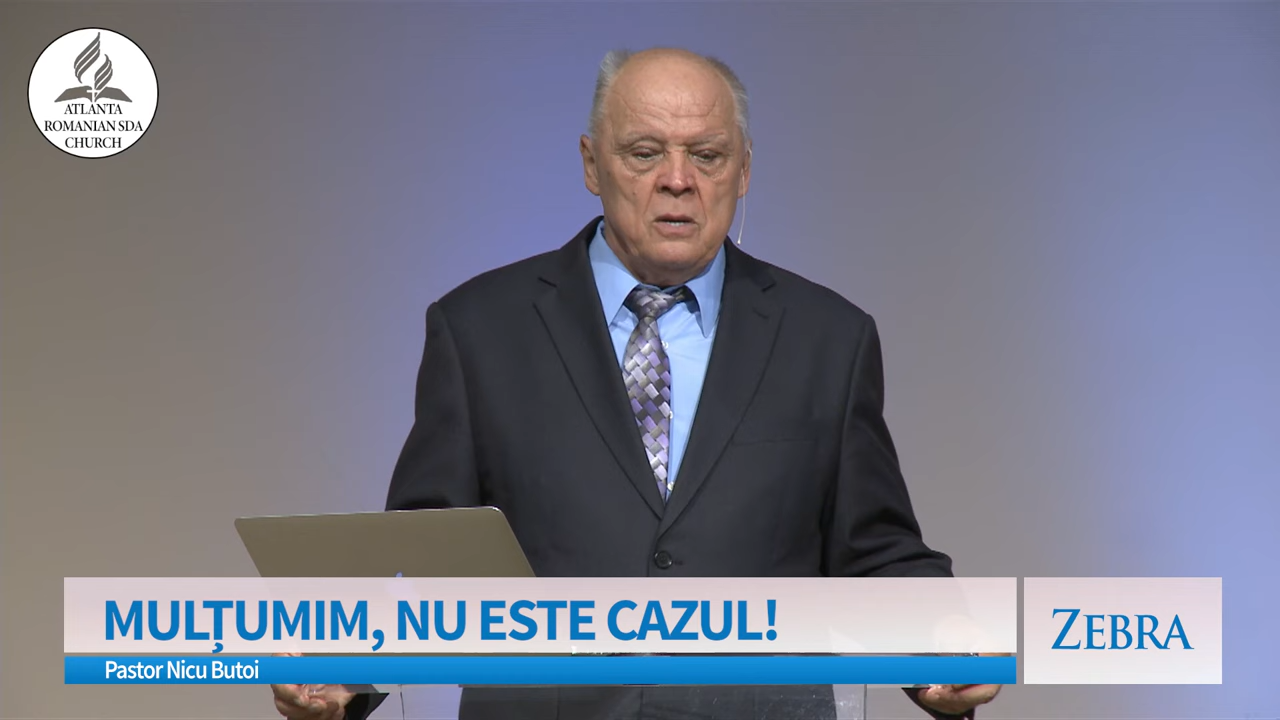 ATLANTA
ROMANIAN SDA
CHURCH
MULȚUMIM, NU ESTE CAZUL!
Pastor Nicu Butoi
ZEBRA